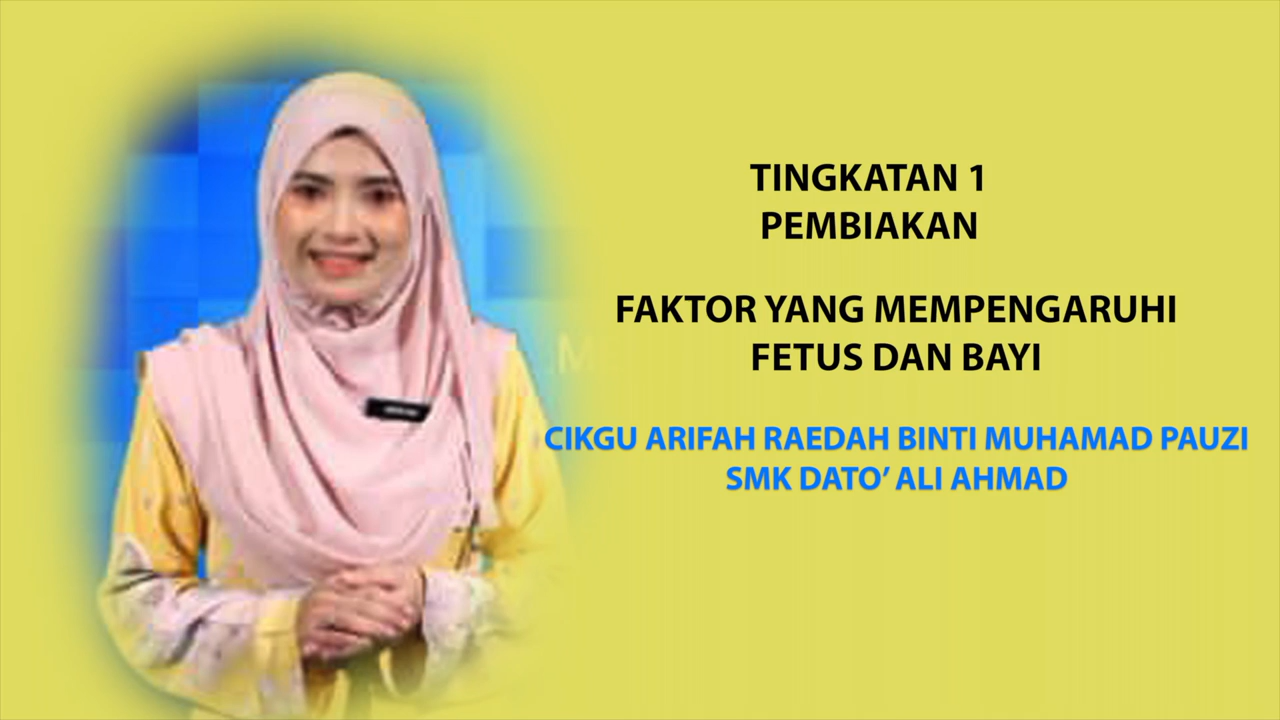 TINGKATAN 1
PEMBIAKAN
FAKTOR YANG MEMPENGARUHI
FETUS DAN BAYI
CIKGU ARIFAH RAEDAH BINTI MUHAMAD PAUZI
SMK DATO’ ALI AHMAD